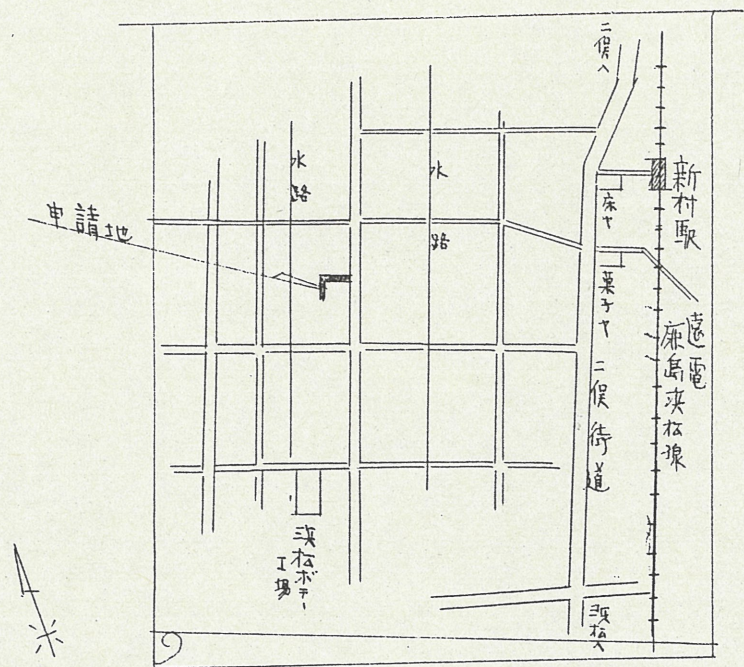 二俣へ
新村駅
床ヤ
水路
水路
申請地
菓子ヤ
遠電
鹿島浜松線
二俣街道
浜松ボデー
工場
浜松へ